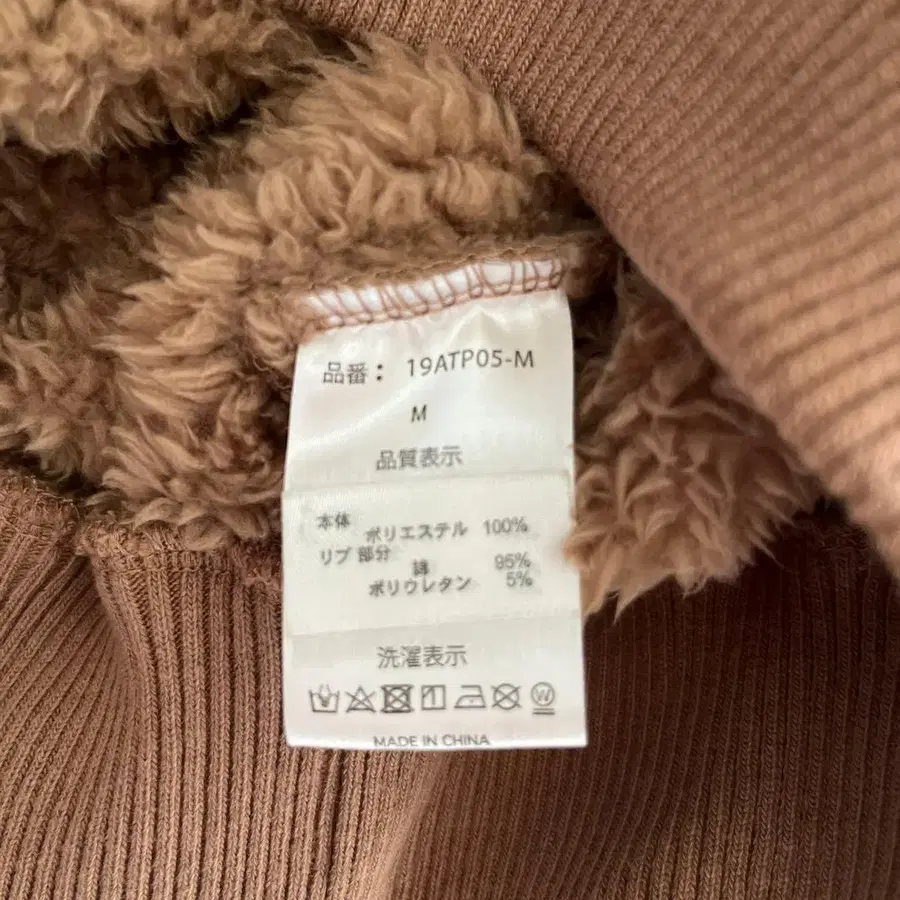 品番： 19ATP05-M
M
品質表示
本体 ポリエステル 100%
リブ部分
綿 95%
ポリウレタン 5%
洗濯表示
W
MADE IN CHINA